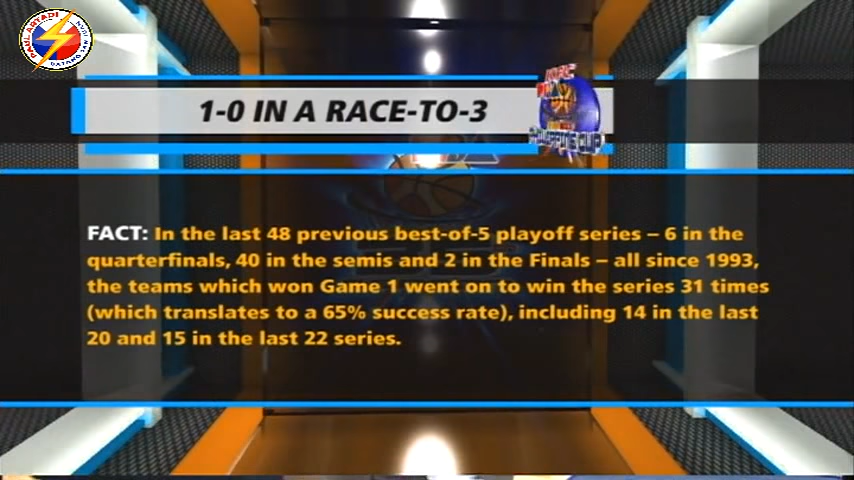 1-0 IN A RACE-TO-3
FACT: In the last 48 previous best-of-5 playoff series – 6 in the
quarterfinals, 40 in the semis and 2 in the Finals – all since 1993,
the teams which won Game 1 went on to win the series 31 times
(which translates to a 65% success rate), including 14 in the last
20 and 15 in the last 22 series.